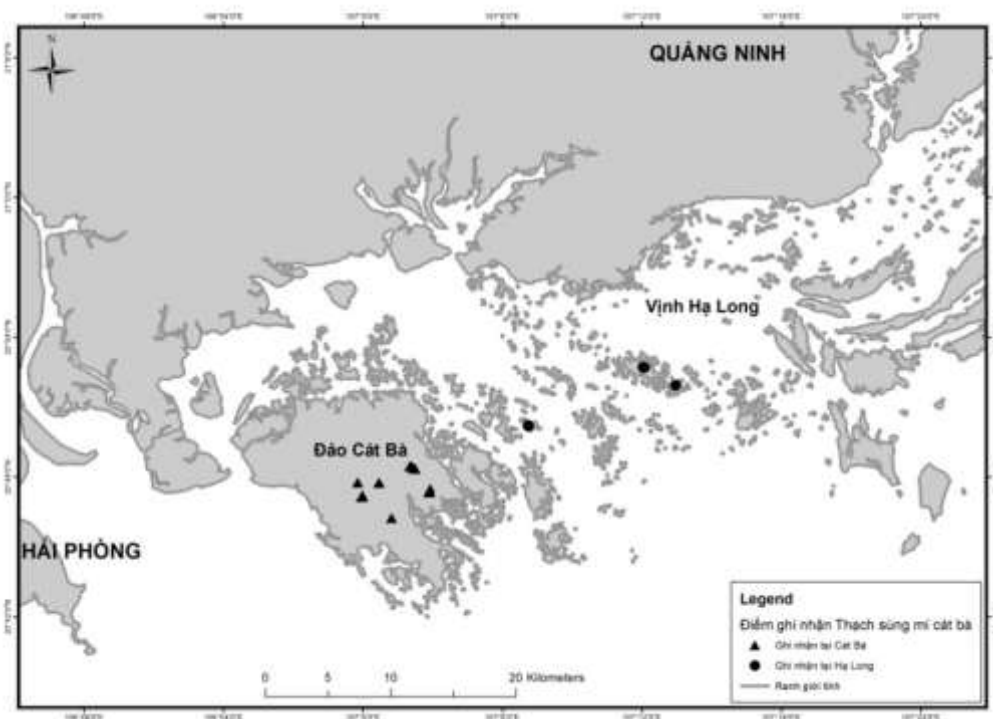 N
QUẢNG NINH
Vịnh Hạ Long
Đảo Cát Bà
HẢI PHÒNG
Legend
Điểm ghi nhận Thạch sùng mí cát bà
Ghi nhận tại Cát Bà
Ghi nhận tại Hạ Long
Ranh giới tỉnh
0 5 10 20 Kilometers